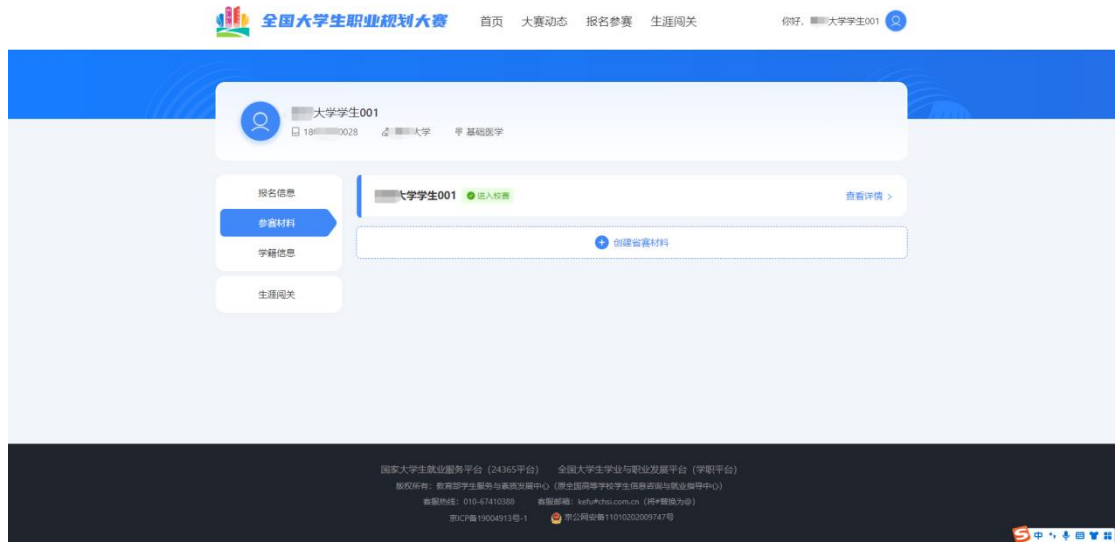 全国大学生职业规划大赛 首页 大赛动态 报名参赛 生涯闯关 你好, 大学学生001
大学学生001
18 0028 大学 基础医学
报名信息
大学学生001 进入校赛 查看详情 >
参赛材料
创建省赛材料
学籍信息
生涯闯关
国家大学生就业服务平台（24365平台） 全国大学生学业与职业发展平台（学职平台）
版权所有：教育部学生服务与素质发展中心（原全国高等学校学生信息咨询与就业指导中心）
客服热线：010-67410388 客服邮箱：kefu#chsi.com.cn（将#替换为@）
京ICP备19004913号-1 京公网安备11010202009747号
中